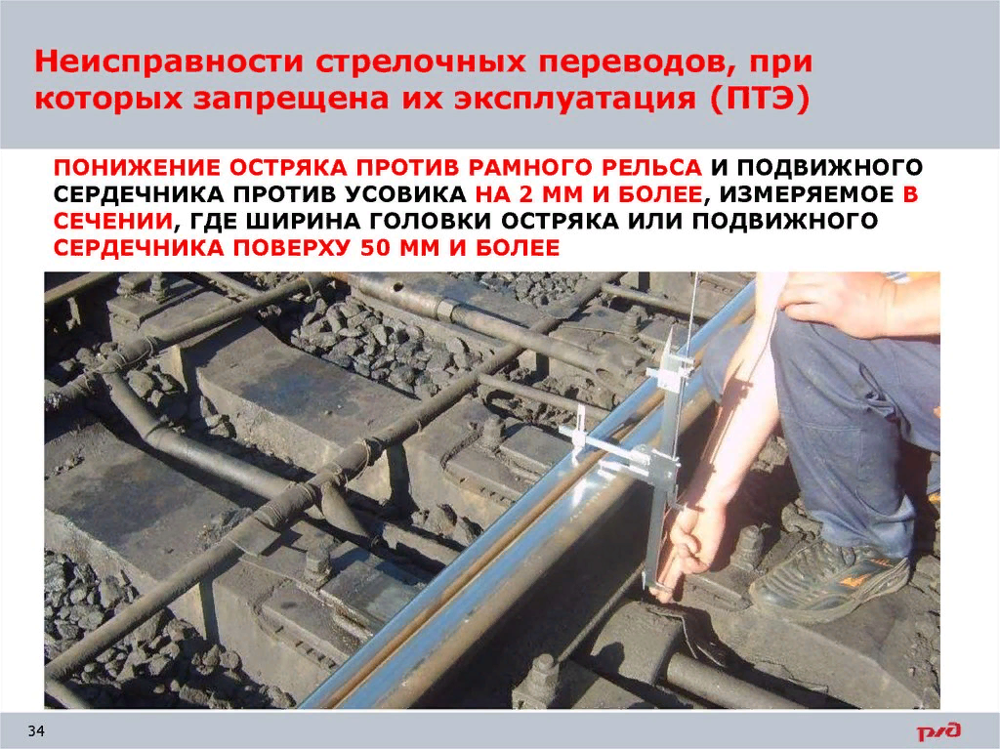 Неисправности стрелочных переводов, при
которых запрещена их эксплуатация (ПТЭ)
ПОНИЖЕНИЕ ОСТРЯКА ПРОТИВ РАМНОГО РЕЛЬСА И ПОДВИЖНОГО
СЕРДЕЧНИКА ПРОТИВ УСОВИКА НА 2 ММ И БОЛЕЕ, ИЗМЕРЯЕМОЕ В
СЕЧЕНИИ, ГДЕ ШИРИНА ГОЛОВКИ ОСТРЯКА ИЛИ ПОДВИЖНОГО
СЕРДЕЧНИКА ПОВЕРХУ 50 ММ И БОЛЕЕ
34
ржд